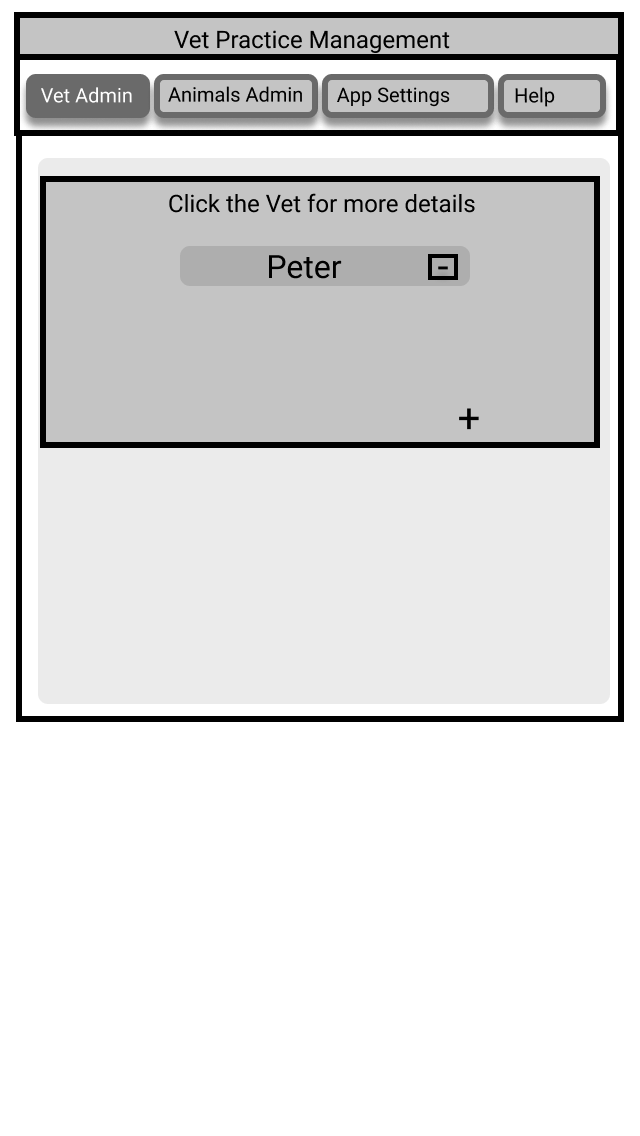 Vet Practice Management
Vet Admin Animals Admin App Settings Help
Click the Vet for more details
Peter -
+